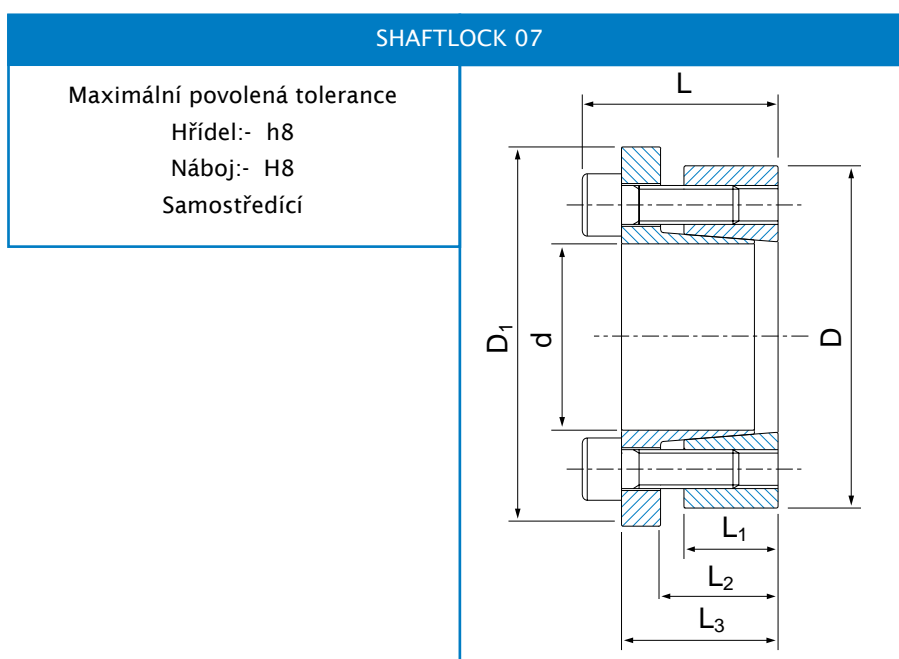 SHAFTLOCK 07
Maximální povolená tolerance
Hřídel:- h8
Náboj:- H8
Samostředící
L
D₁
d
D
L₁
L₂
L₃